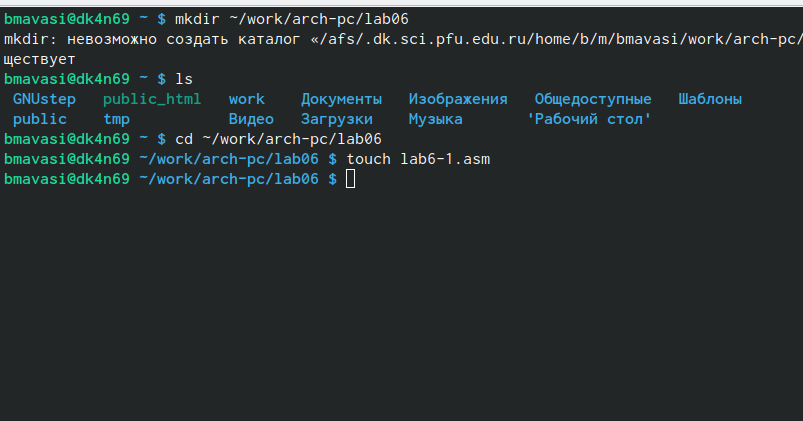 bmavasi@dk4n69 ~ $ mkdir ~/work/arch-pc/lab06
mkdir: невозможно создать каталог «/afs/.dk.sci.pfu.edu.ru/home/b/m/bmavasi/work/arch-pc/
ществует
bmavasi@dk4n69 ~ $ ls
GNUstep public_html work Документы Изображения Общедоступные Шаблоны
public tmp Видео Загрузки Музыка 'Рабочий стол'
bmavasi@dk4n69 ~ $ cd ~/work/arch-pc/lab06
bmavasi@dk4n69 ~/work/arch-pc/lab06 $ touch lab6-1.asm
bmavasi@dk4n69 ~/work/arch-pc/lab06 $